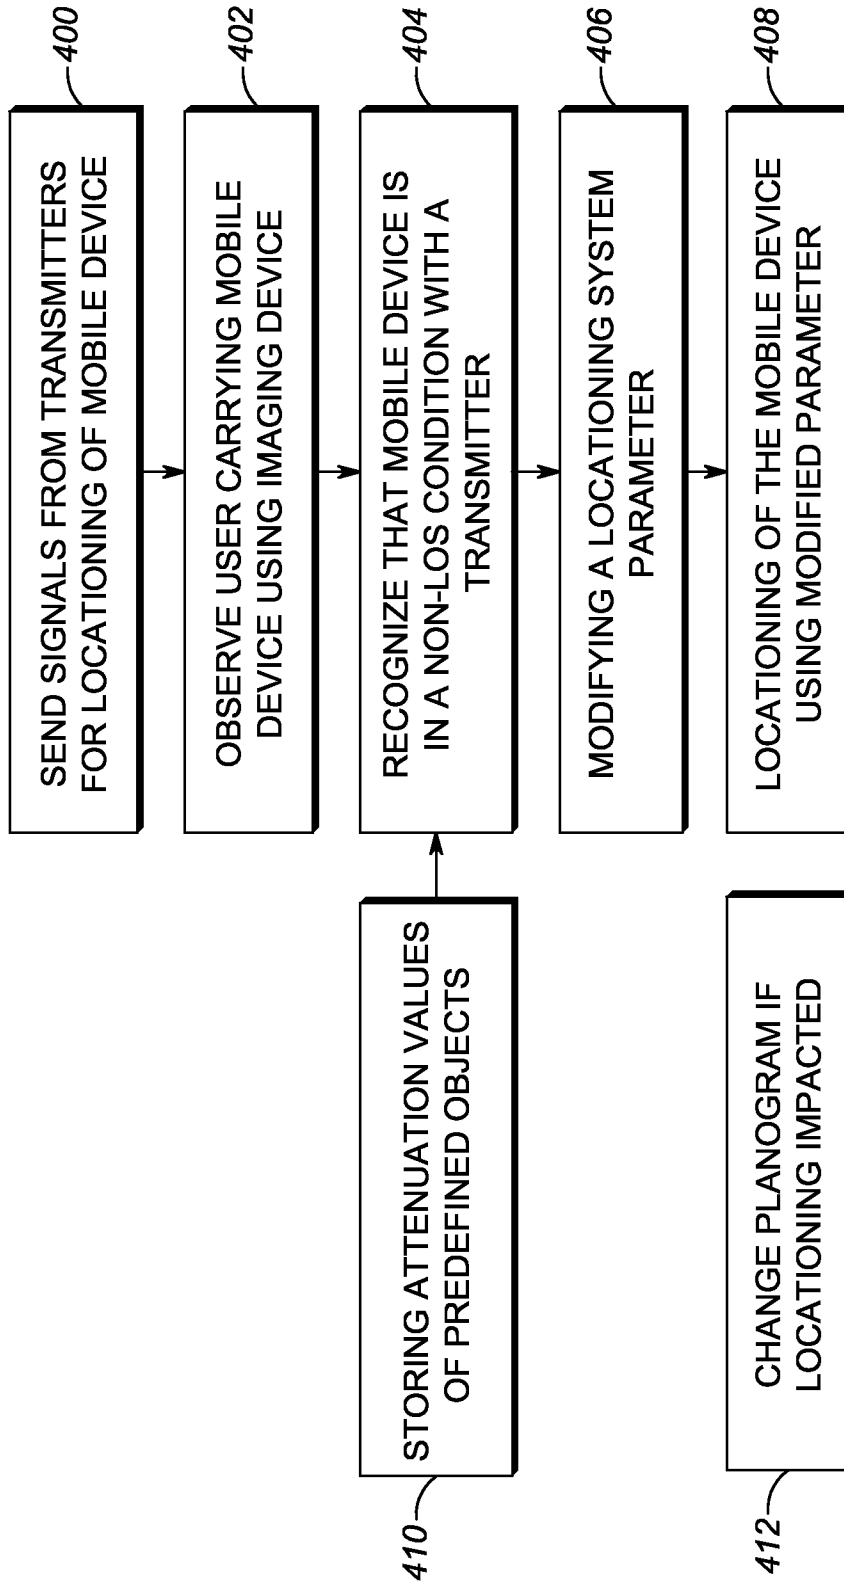 400
SEND SIGNALS FROM TRANSMITTERS
FOR LOCATIONING OF MOBILE DEVICE
402
OBSERVE USER CARRYING MOBILE
DEVICE USING IMAGING DEVICE
404
RECOGNIZE THAT MOBILE DEVICE IS
IN A NON-LOS CONDITION WITH A
TRANSMITTER
406
MODIFYING A LOCATIONING SYSTEM
PARAMETER
408
LOCATIONING OF THE MOBILE DEVICE
USING MODIFIED PARAMETER
410
STORING ATTENUATION VALUES
OF PREDEFINED OBJECTS
412
CHANGE PLANOGRAM IF
LOCATIONING IMPACTED